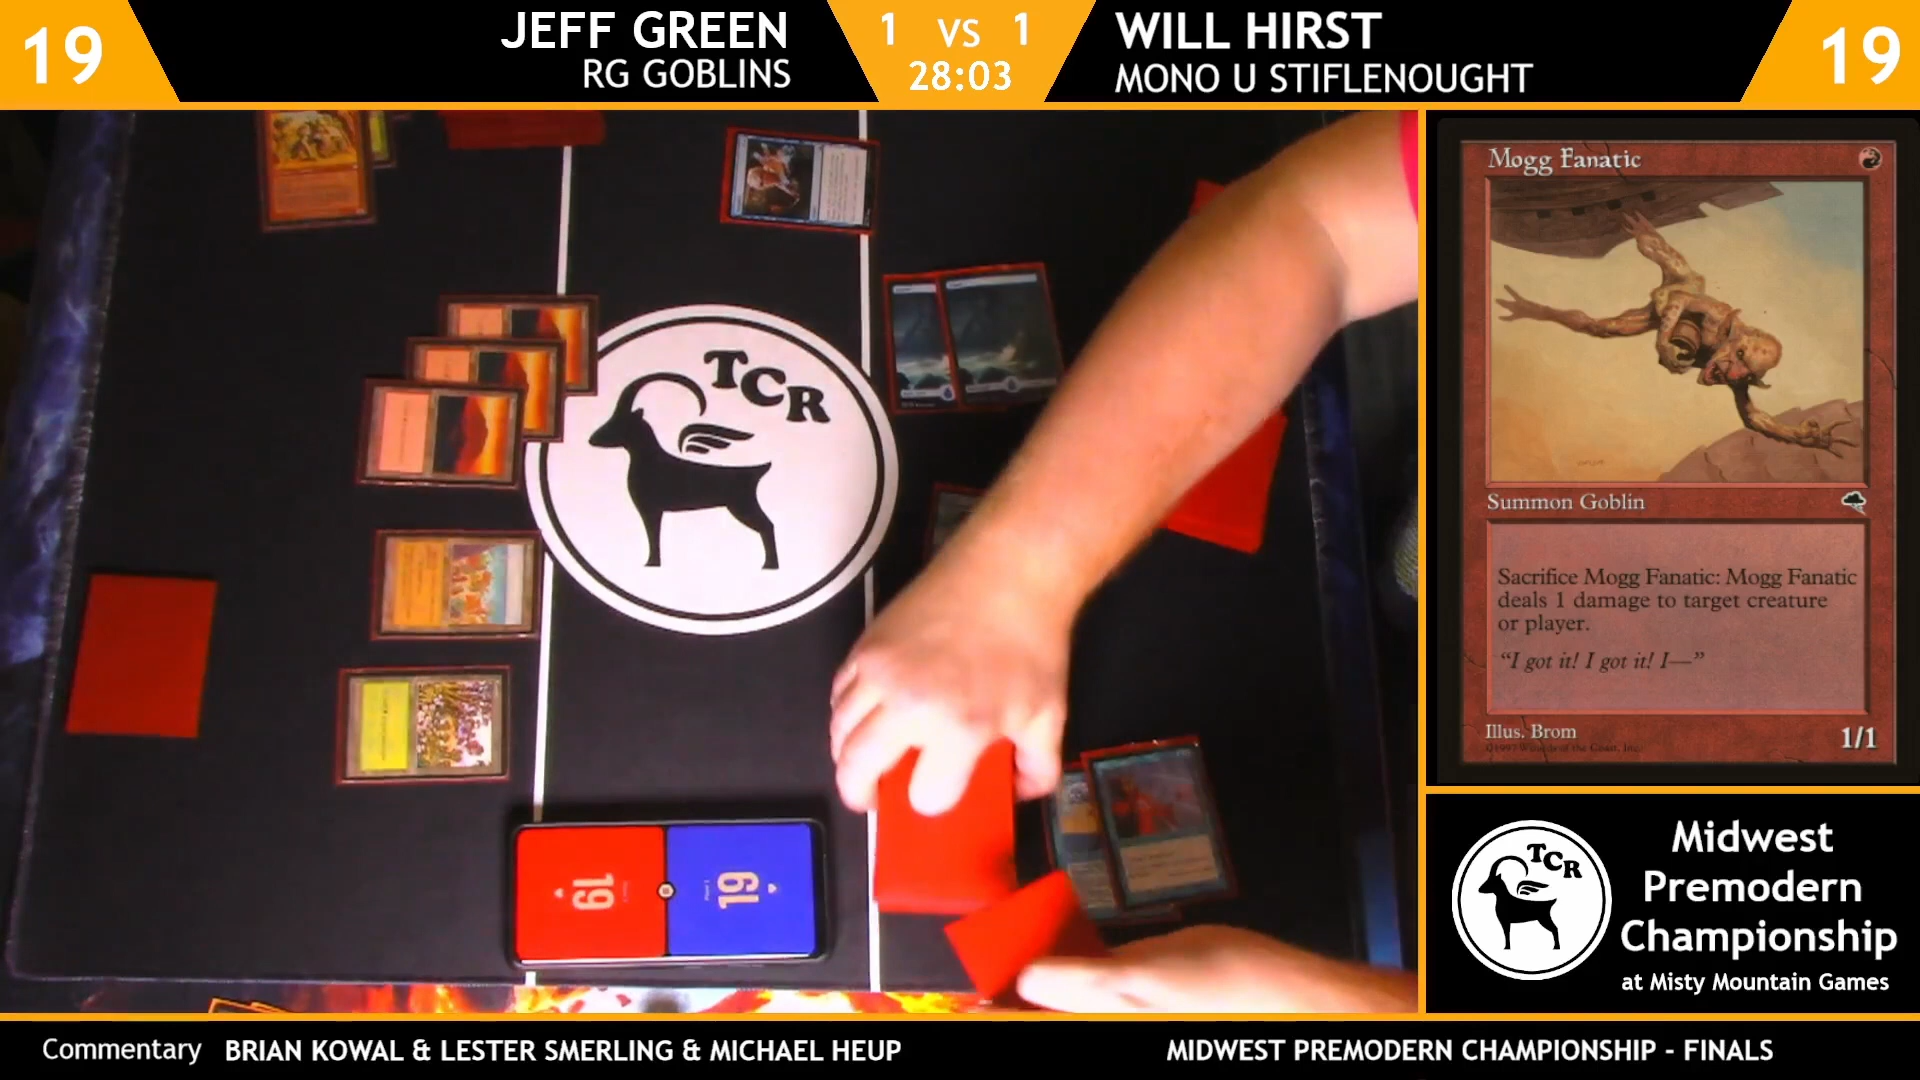 19
JEFF GREEN
RG GOBLINS
1 VS 1
28:03
WILL HIRST
MONO U STIFLENOUGHT
19
TCR
19
19
Mogg Fanatic
Summon Goblin
Sacrifice Mogg Fanatic: Mogg Fanatic
deals 1 damage to target creature
or player.
“I got it! I got it! I—”
Illus. Brom
1/1
TCR
Midwest
Premodern
Championship
at Misty Mountain Games
Commentary BRIAN KOWAL & LESTER SMERLING & MICHAEL HEUP
MIDWEST PREMODERN CHAMPIONSHIP - FINALS